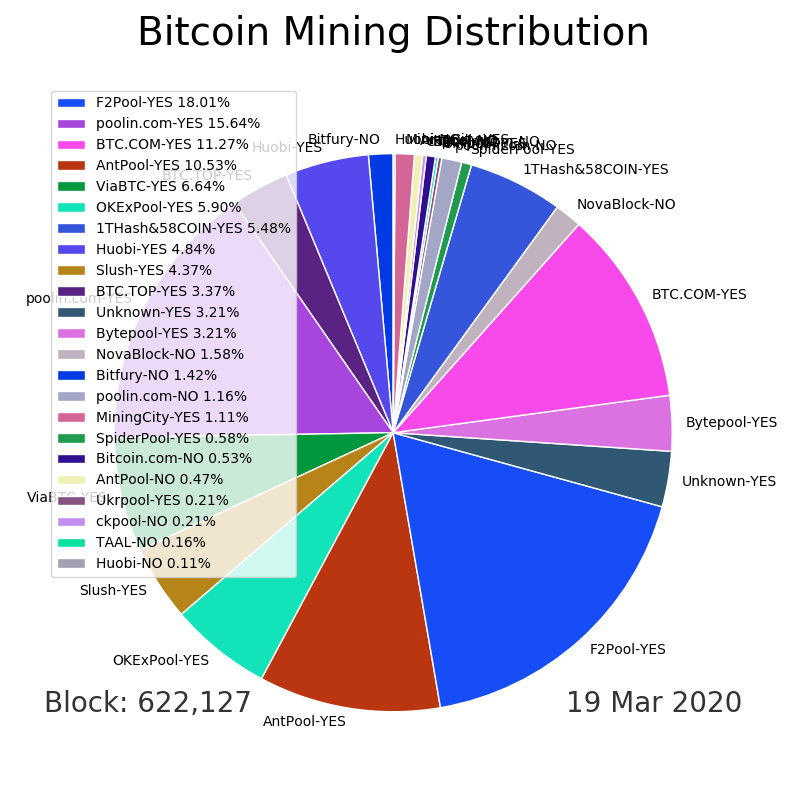 Bitcoin Mining Distribution
F2Pool-YES 18.01%
poolin.com-YES 15.64%
BTC.COM-YES 11.27%
AntPool-YES 10.53%
ViaBTC-YES 6.64%
OKExPool-YES 5.90%
1THash&58COIN-YES 5.48%
Huobi-YES 4.84%
Slush-YES 4.37%
BTC.TOP-YES 3.37%
Unknown-YES 3.21%
Bytepool-YES 3.21%
NovaBlock-NO 1.58%
Bitfury-NO 1.42%
poolin.com-NO 1.16%
MiningCity-YES 1.11%
SpiderPool-YES 0.58%
Bitcoin.com-NO 0.53%
AntPool-NO 0.47%
Ukrpool-YES 0.21%
ckpool-NO 0.21%
TAAL-NO 0.16%
Huobi-NO 0.11%
Bitfury-NO
Huobi-YES
BTC.TOP-YES
poolin.com-YES
ViaBTC-YES
Slush-YES
OKExPool-YES
AntPool-YES
F2Pool-YES
Unknown-YES
Bytepool-YES
BTC.COM-YES
NovaBlock-NO
1THash&58COIN-YES
SpiderPool-YES
Block: 622,127
19 Mar 2020